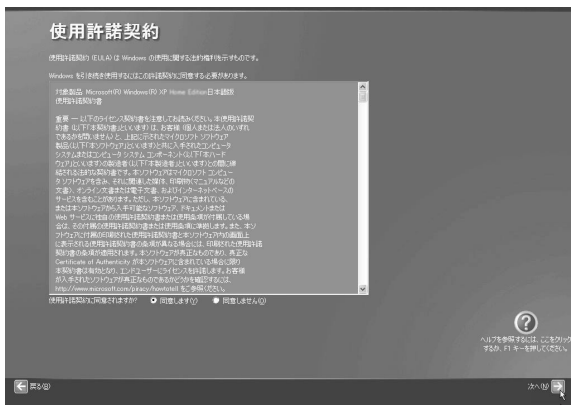 使用許諾契約
使用許諾契約 (EULA) は Windows の使用に関する法的権利を示すものです。
Windows を引き続き使用するにはこの許諾契約に同意する必要があります。
対象製品: Microsoft(R) Windows(R) XP Home Edition 日本語版
使用許諾契約書
重要 — 以下のライセンス契約書を注意してお読みください。本使用許諾契
約書 (以下「本契約書」といいます) は、お客様 (個人または法人のいずれ
であるかを問いません) と、上記に示されたマイクロソフト ソフトウェア
製品(以下「本ソフトウェア」といいます)と共に入手されたコンピュータ
システムまたはコンピュータ システム コンポーネント(以下「本ハード
ウェア」といいます)の製造者(以下「本製造者」といいます)との間に締
結される法的な契約書です。本ソフトウェアはマイクロソフト コンピュー
タ ソフトウェアを含み、それに関連した媒体、印刷物(マニュアルなどの
文書)、オンライン文書または電子文書、およびインターネットベースの
サービスを含むことがあります。ただし、本ソフトウェアに含まれている、
または本ソフトウェアから入手可能なソフトウェア、ドキュメントまたは
Web サービスに独自の使用許諾契約書または使用条項が付属している場
合は、その付属の使用許諾契約書または使用条項に準拠します。また、本ソ
フトウェアに付属の印刷された使用許諾契約書と本ソフトウェア内の画面上
に表示される使用許諾契約書の条項が異なる場合には、印刷された使用許諾
契約書の条項が適用されます。本ソフトウェアが真正なものであり、真正な
Certificate of Authenticity が本ソフトウェアに含まれている場合に限り
本契約書は有効となり、エンドユーザーにライセンスを許諾します。お客様
が入手されたソフトウェアが真正なものであるかどうかを確認するには、
http://www.microsoft.com/piracy/howtotell をご参照ください。
使用許諾契約に同意されますか? 同意します(Y) 同意しません(O)
?
ヘルプを参照するには、ここをクリック
するか、F1 キーを押してください。
戻る(B) 次へ(N)